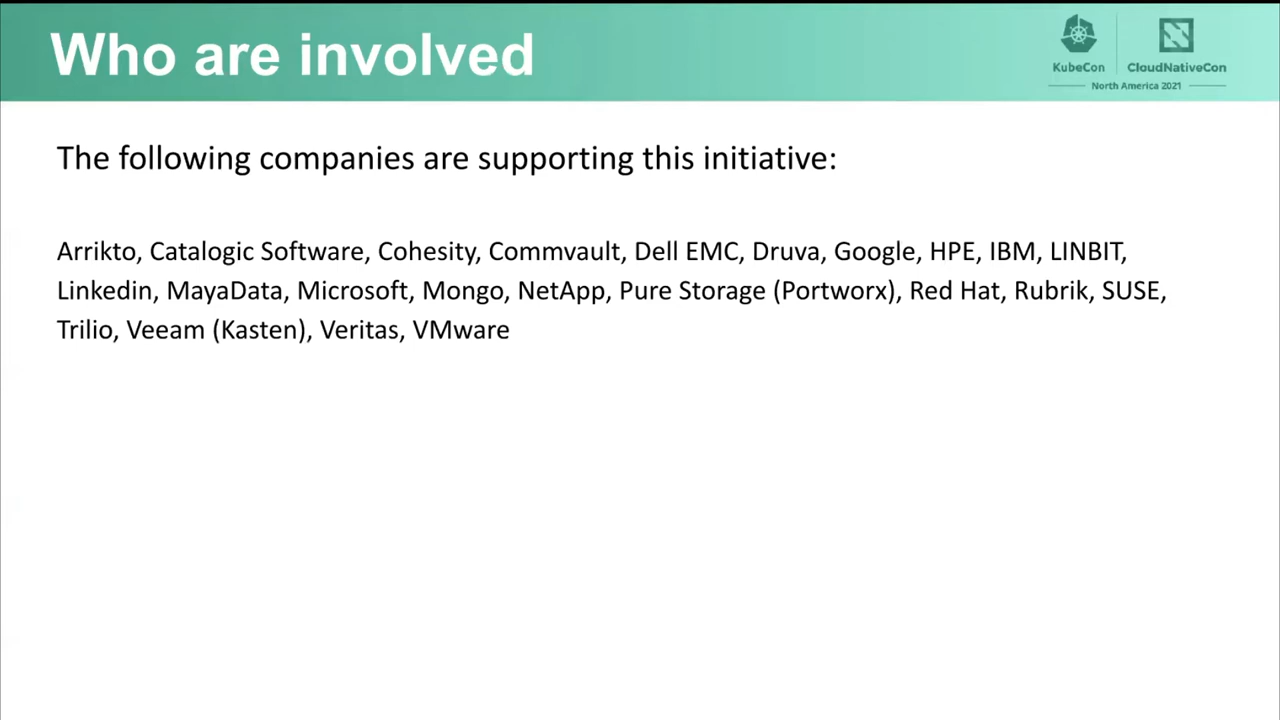 Who are involved
KubeCon
CloudNativeCon
North America 2021
The following companies are supporting this initiative:
Arrikto, Catalogic Software, Cohesity, Commvault, Dell EMC, Druva, Google, HPE, IBM, LINBIT,
Linkedin, MayaData, Microsoft, Mongo, NetApp, Pure Storage (Portworx), Red Hat, Rubrik, SUSE,
Trilio, Veeam (Kasten), Veritas, VMware